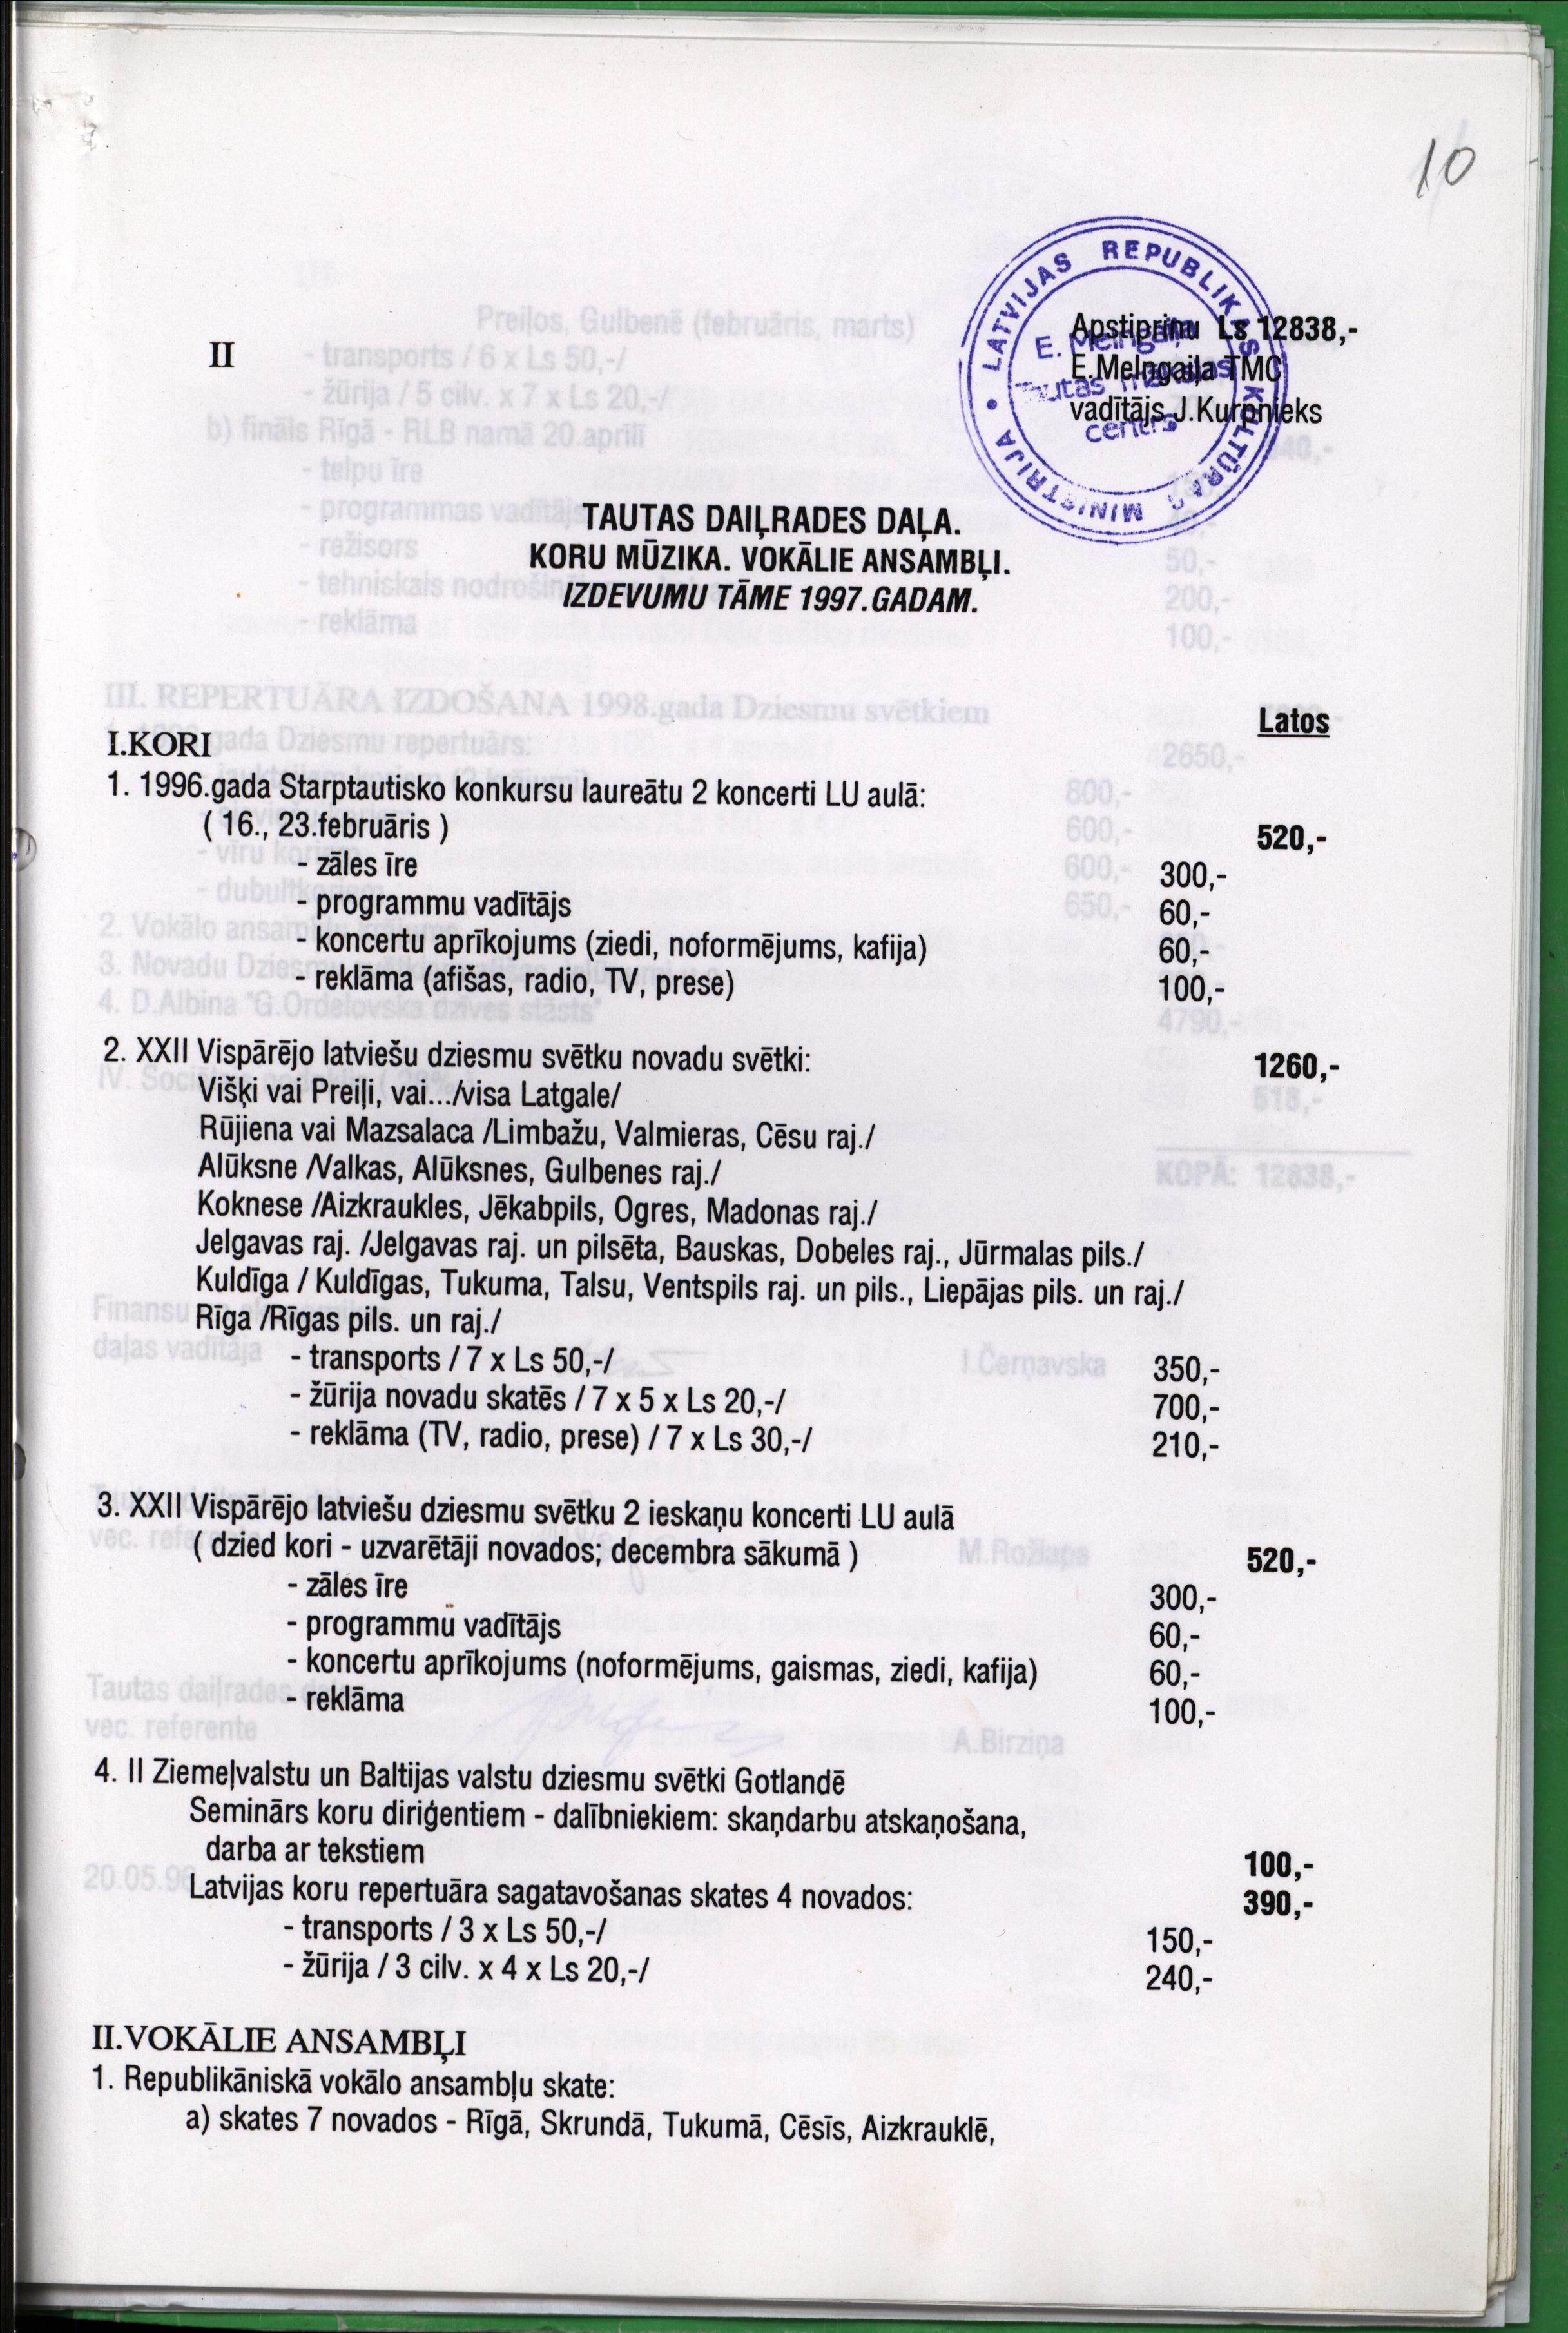 10
LATVIJAS REPUBLIKAS KULTŪRAS MINISTRIJA
E. Melngaiļa
Tautas mākslas
centrs
II
Apstiprinu Ls 12838,-
E.Melngaiļa TMC
vadītājs J.Kurpnieks
TAUTAS DAIĻRADES DAĻA.
KORU MŪZIKA. VOKĀLIE ANSAMBĻI.
IZDEVUMU TĀME 1997.GADAM.
Latos
I.KORI
1. 1996.gada Starptautisko konkursu laureātu 2 koncerti LU aulā:
( 16., 23.februāris ) 520,-
- zāles īre 300,-
- programmu vadītājs 60,-
- koncertu aprīkojums (ziedi, noformējums, kafija) 60,-
- reklāma (afišas, radio, TV, prese) 100,-
2. XXII Vispārējo latviešu dziesmu svētku novadu svētki: 1260,-
Višķi vai Preiļi, vai.../visa Latgale/
Rūjiena vai Mazsalaca /Limbažu, Valmieras, Cēsu raj./
Alūksne /Valkas, Alūksnes, Gulbenes raj./
Koknese /Aizkraukles, Jēkabpils, Ogres, Madonas raj./
Jelgavas raj. /Jelgavas raj. un pilsēta, Bauskas, Dobeles raj., Jūrmalas pils./
Kuldīga / Kuldīgas, Tukuma, Talsu, Ventspils raj. un pils., Liepājas pils. un raj./
Rīga /Rīgas pils. un raj./
- transports / 7 x Ls 50,-/ 350,-
- žūrija novadu skatēs / 7 x 5 x Ls 20,-/ 700,-
- reklāma (TV, radio, prese) / 7 x Ls 30,-/ 210,-
3. XXII Vispārējo latviešu dziesmu svētku 2 ieskaņu koncerti LU aulā
( dzied kori - uzvarētāji novados; decembra sākumā ) 520,-
- zāles īre 300,-
- programmu vadītājs 60,-
- koncertu aprīkojums (noformējums, gaismas, ziedi, kafija) 60,-
- reklāma 100,-
4. II Ziemeļvalstu un Baltijas valstu dziesmu svētki Gotlandē
Seminārs koru diriģentiem - dalībniekiem: skaņdarbu atskaņošana,
darba ar tekstiem 100,-
Latvijas koru repertuāra sagatavošanas skates 4 novados: 390,-
- transports / 3 x Ls 50,-/ 150,-
- žūrija / 3 cilv. x 4 x Ls 20,-/ 240,-
II.VOKĀLIE ANSAMBĻI
1. Republikāniskā vokālo ansambļu skate:
a) skates 7 novados - Rīgā, Skrundā, Tukumā, Cēsīs, Aizkrauklē,